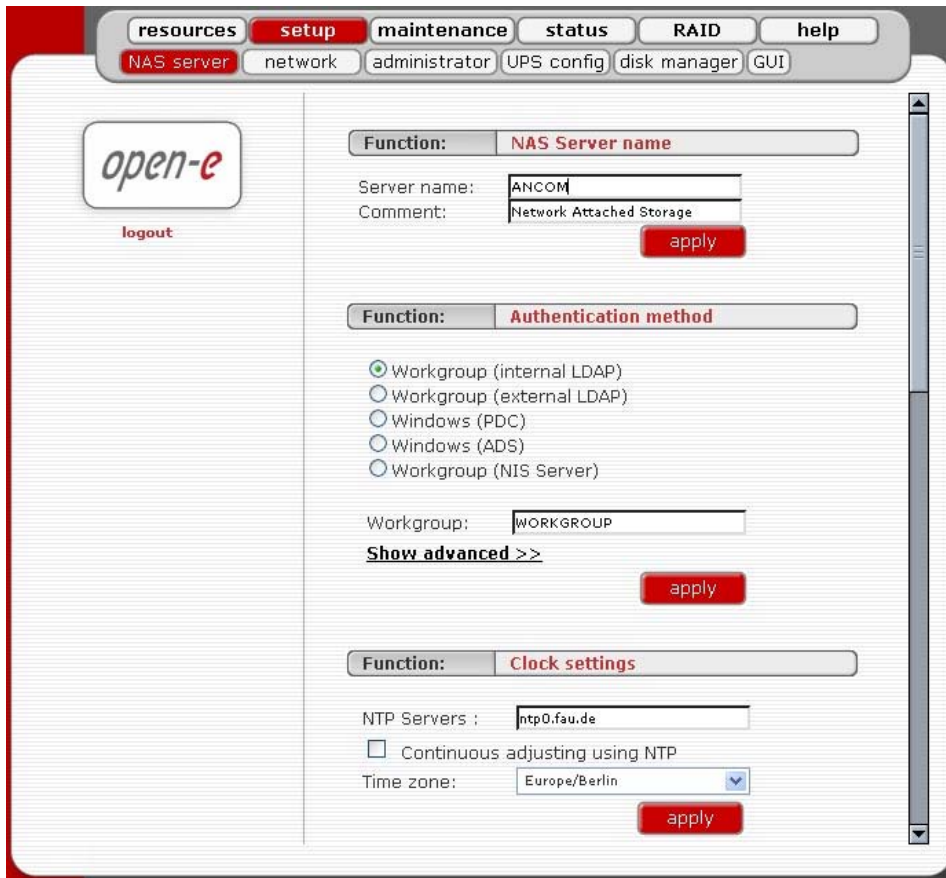 resources setup maintenance status RAID help
NAS server network administrator UPS config disk manager GUI
open-e
logout
Function: NAS Server name
Server name: ANCOM
Comment: Network Attached Storage
apply
Function: Authentication method
Workgroup (internal LDAP)
Workgroup (external LDAP)
Windows (PDC)
Windows (ADS)
Workgroup (NIS Server)
Workgroup: WORKGROUP
Show advanced >>
apply
Function: Clock settings
NTP Servers : ntp0.fau.de
Continuous adjusting using NTP
Time zone: Europe/Berlin
apply